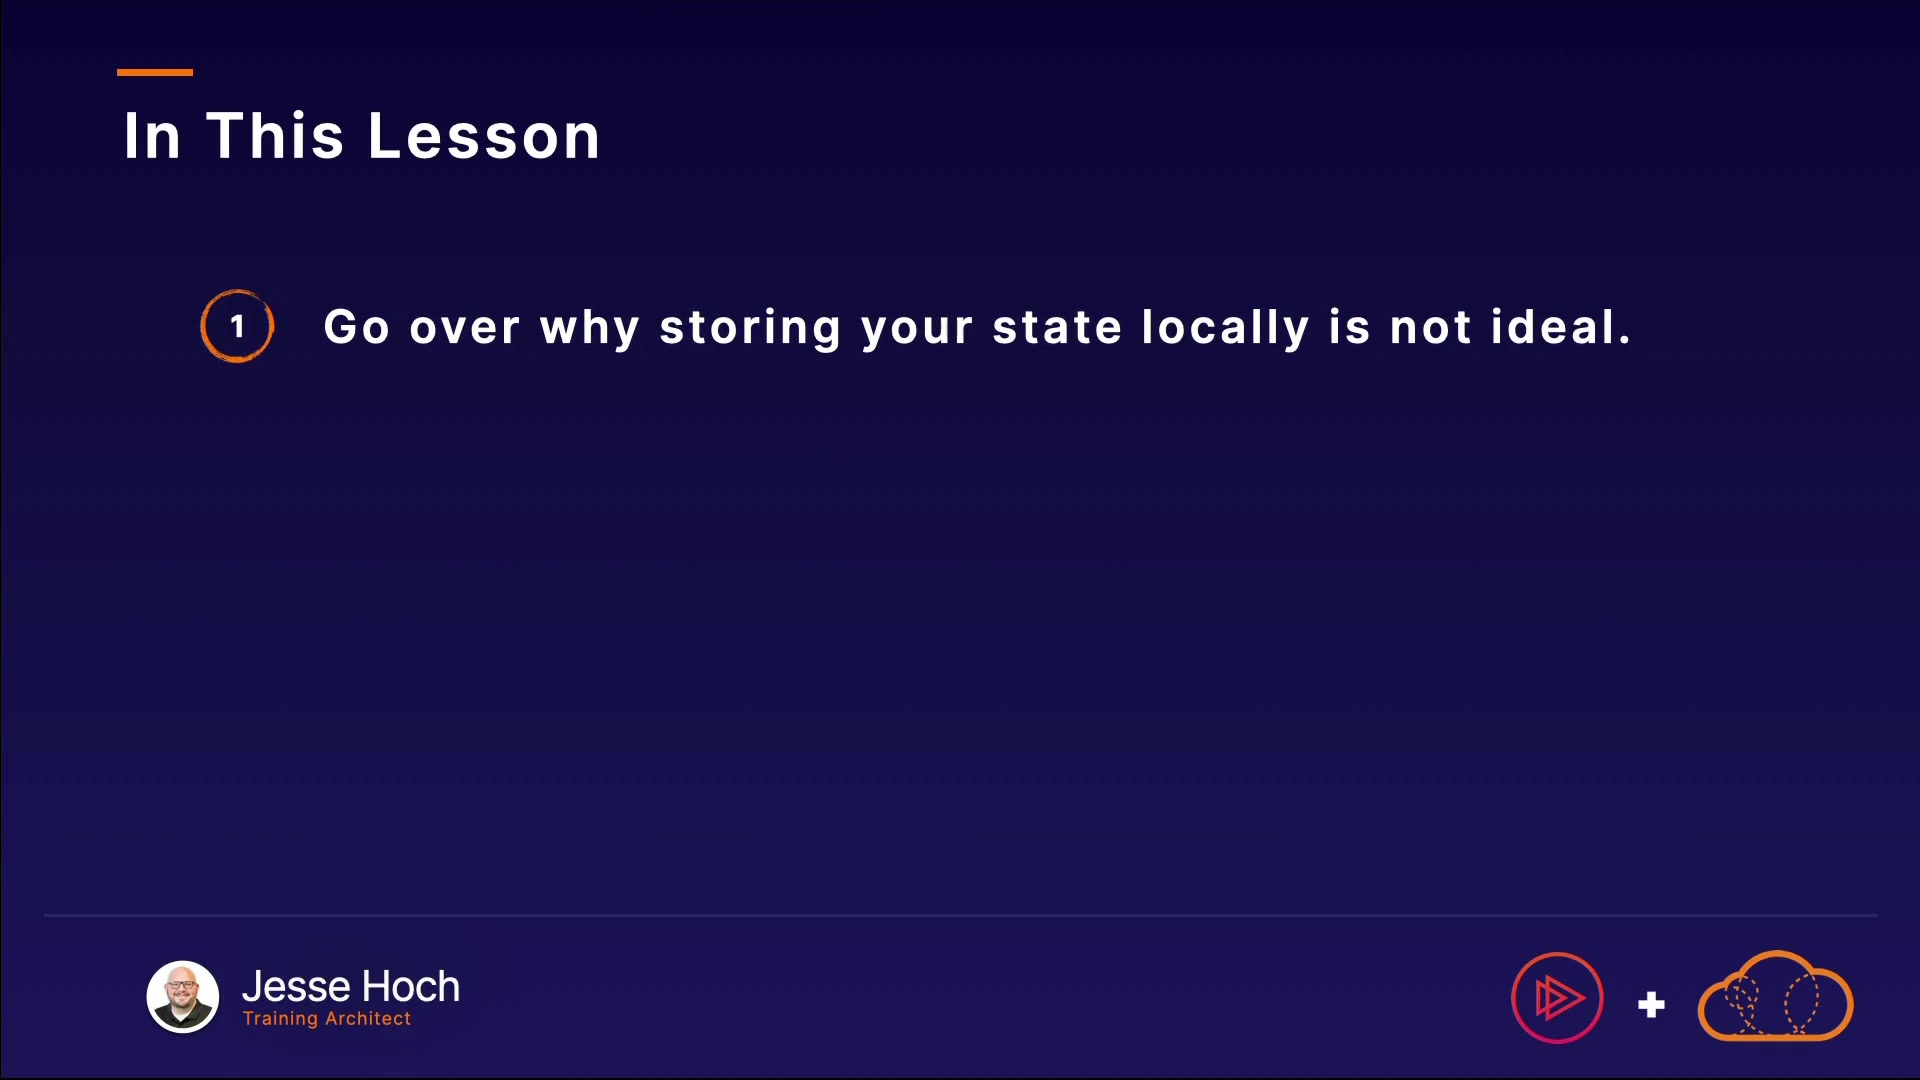 In This Lesson
1 Go over why storing your state locally is not ideal.
Jesse Hoch
Training Architect